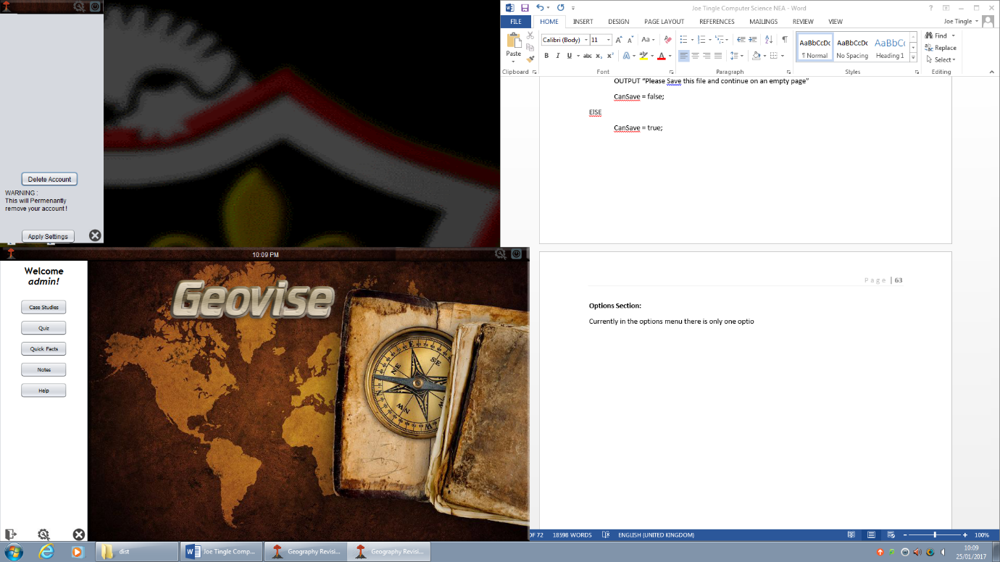 Delete Account
WARNING :
This will Permenantly
remove your account !
Apply Settings
10:09 PM
Welcome
admin!
Case Studies
Quiz
Quick Facts
Notes
Help
Geovise
N
NE
E
SE
W
NW
Joe Tingle Computer Science NEA - Word
FILE HOME INSERT DESIGN PAGE LAYOUT REFERENCES MAILINGS REVIEW VIEW Joe Tingle
Paste
Calibri (Body) 11
B I U abc x₂ x²
AaBbCcDc AaBbCcDc AaBbC
¶ Normal No Spacing Heading 1
Find
Replace
Select
Clipboard Font Paragraph Styles Editing
OUTPUT “Please Save this file and continue on an empty page”
CanSave = false;
ElSE
CanSave = true;
Page | 63
Options Section:
Currently in the options menu there is only one optio
OF 72 18598 WORDS ENGLISH (UNITED KINGDOM) 100%
dist
Joe Tingle Comp...
Geography Revisi...
Geography Revisi...
10:09
25/01/2017